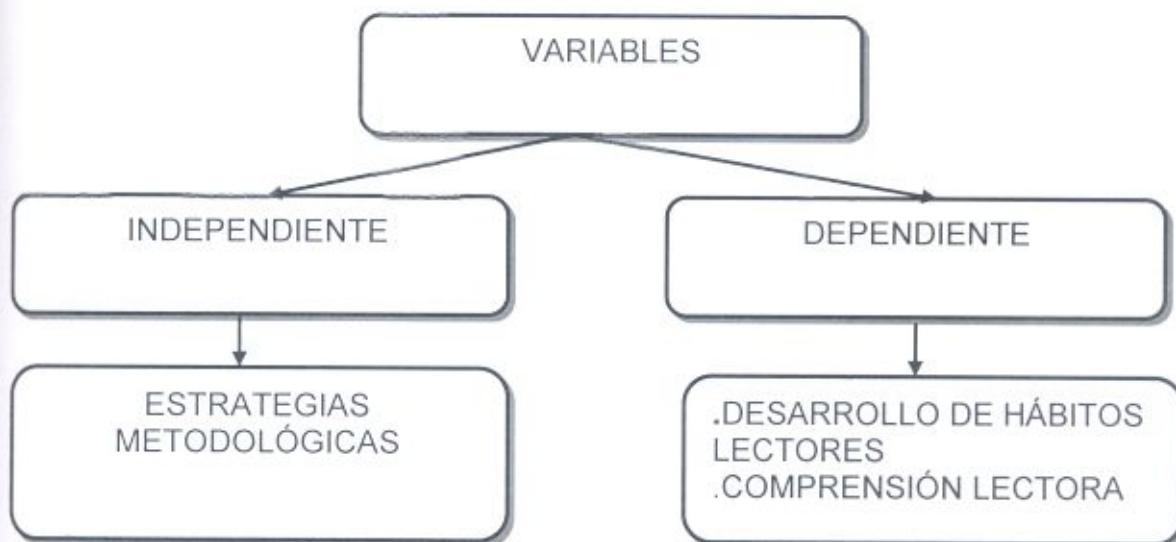 VARIABLES
INDEPENDIENTE
DEPENDIENTE
ESTRATEGIAS
METODOLÓGICAS
.DESARROLLO DE HÁBITOS
LECTORES
.COMPRENSIÓN LECTORA